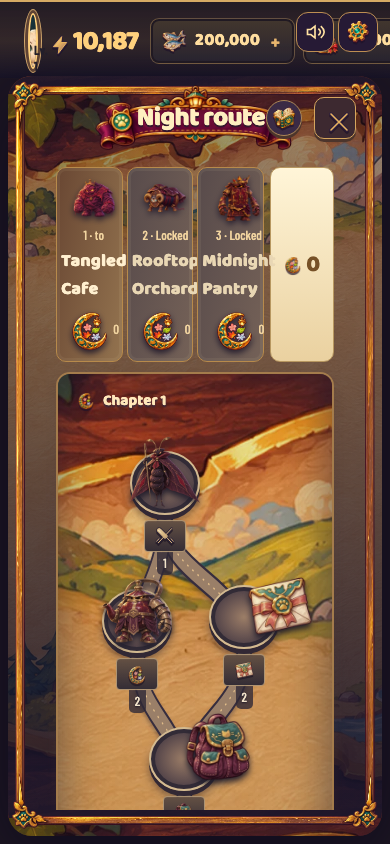 10,187
200,000 +
Night route
1 · to
Tangled
Cafe
0
2 · Locked
Rooftop
Orchard
0
3 · Locked
Midnight
Pantry
0
0
Chapter 1
1
2
2